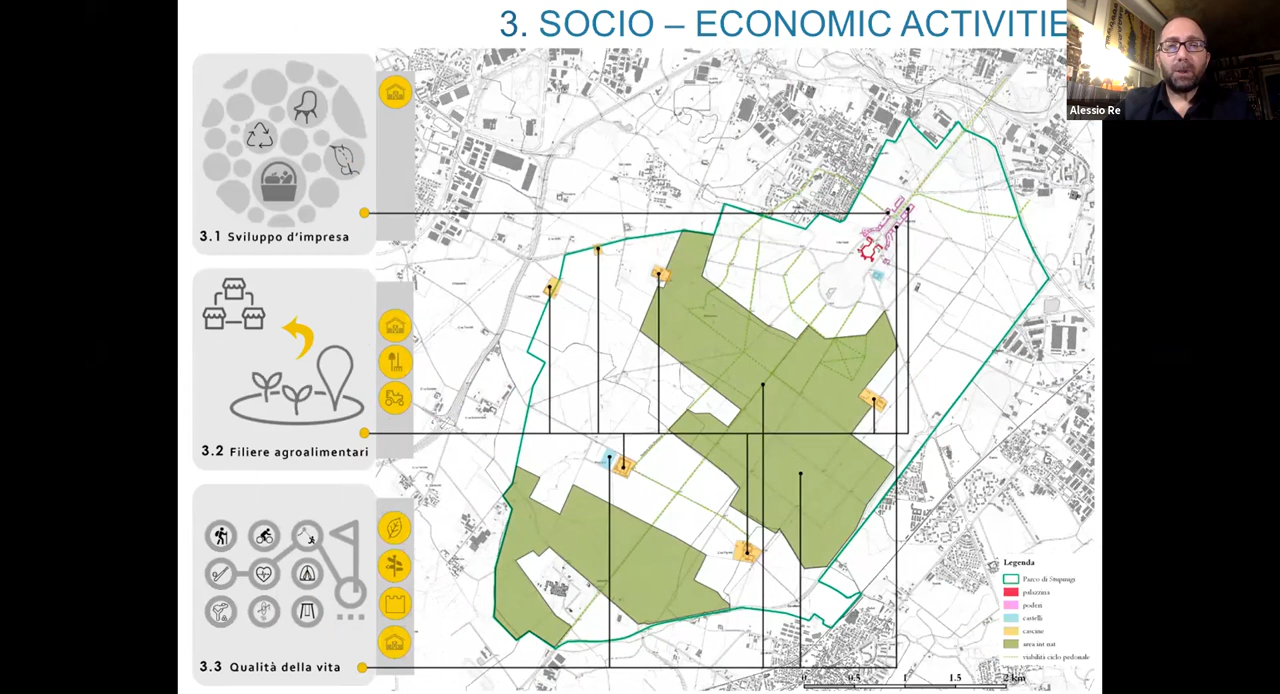 3. SOCIO – ECONOMIC ACTIVITIE
Alessio Re
3.1 Sviluppo d'impresa
3.2 Filiere agroalimentari
3.3 Qualità della vita
Legenda
Parco di Stupinigi
palazzina
poderi
castelli
cascine
area int nat
viabilità ciclo pedonale
0 0.5 1 1.5 2 km